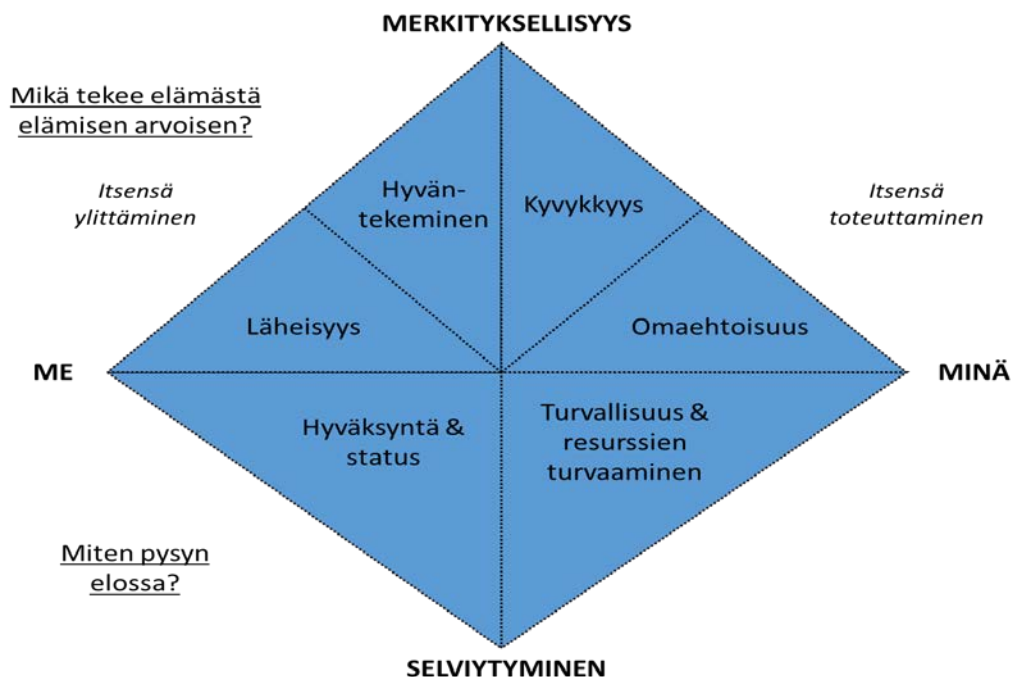 MERKITYKSELLISYYS
Mikä tekee elämästä
elämisen arvoisen?
Itsensä
ylittäminen
Hyvän-
tekeminen
Kyvykkyys
Itsensä
toteuttaminen
Läheisyys
Omaehtoisuus
ME
MINÄ
Hyväksyntä &
status
Turvallisuus &
resurssien
turvaaminen
Miten pysyn
elossa?
SELVIYTYMINEN